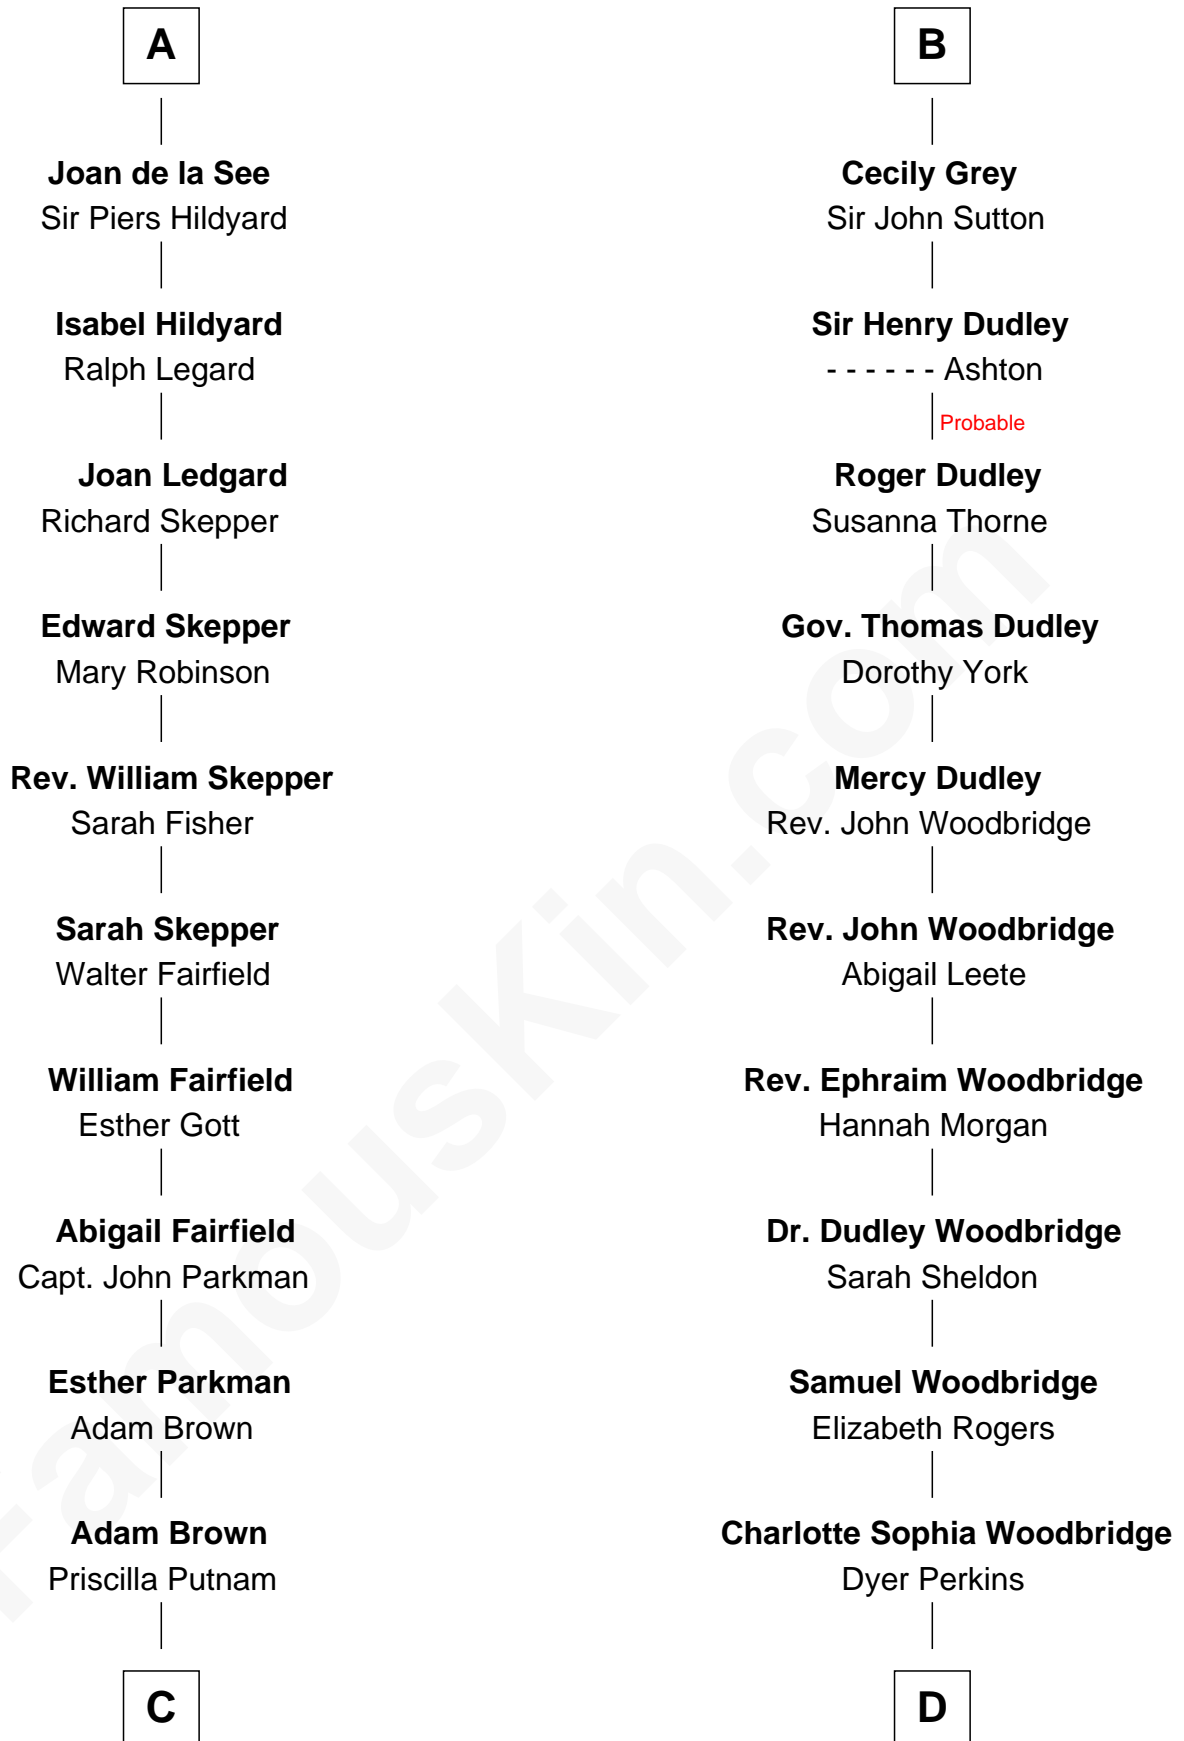 A
Joan de la See
Sir Piers Hildyard
Isabel Hildyard
Ralph Legard
Joan Ledgard
Richard Skepper
Edward Skepper
Mary Robinson
Rev. William Skepper
Sarah Fisher
Sarah Skepper
Walter Fairfield
William Fairfield
Esther Gott
Abigail Fairfield
Capt. John Parkman
Esther Parkman
Adam Brown
Adam Brown
Priscilla Putnam
C
B
Cecily Grey
Sir John Sutton
Sir Henry Dudley
- - - - - - Ashton
Probable
Roger Dudley
Susanna Thorne
Gov. Thomas Dudley
Dorothy York
Mercy Dudley
Rev. John Woodbridge
Rev. John Woodbridge
Abigail Leete
Rev. Ephraim Woodbridge
Hannah Morgan
Dr. Dudley Woodbridge
Sarah Sheldon
Samuel Woodbridge
Elizabeth Rogers
Charlotte Sophia Woodbridge
Dyer Perkins
D
FamousKin.com